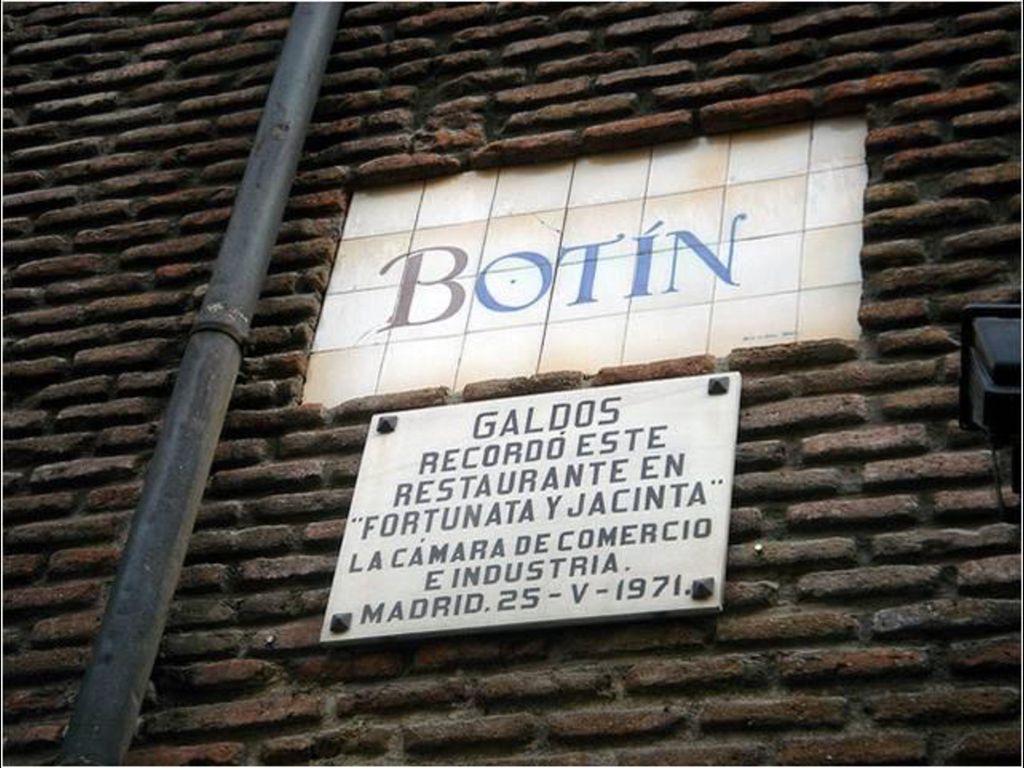 BOTÍN
GALDOS
RECORDÓ ESTE
RESTAURANTE EN
"FORTUNATA Y JACINTA"
LA CÁMARA DE COMERCIO
E INDUSTRIA.
MADRID. 25-V-1971.